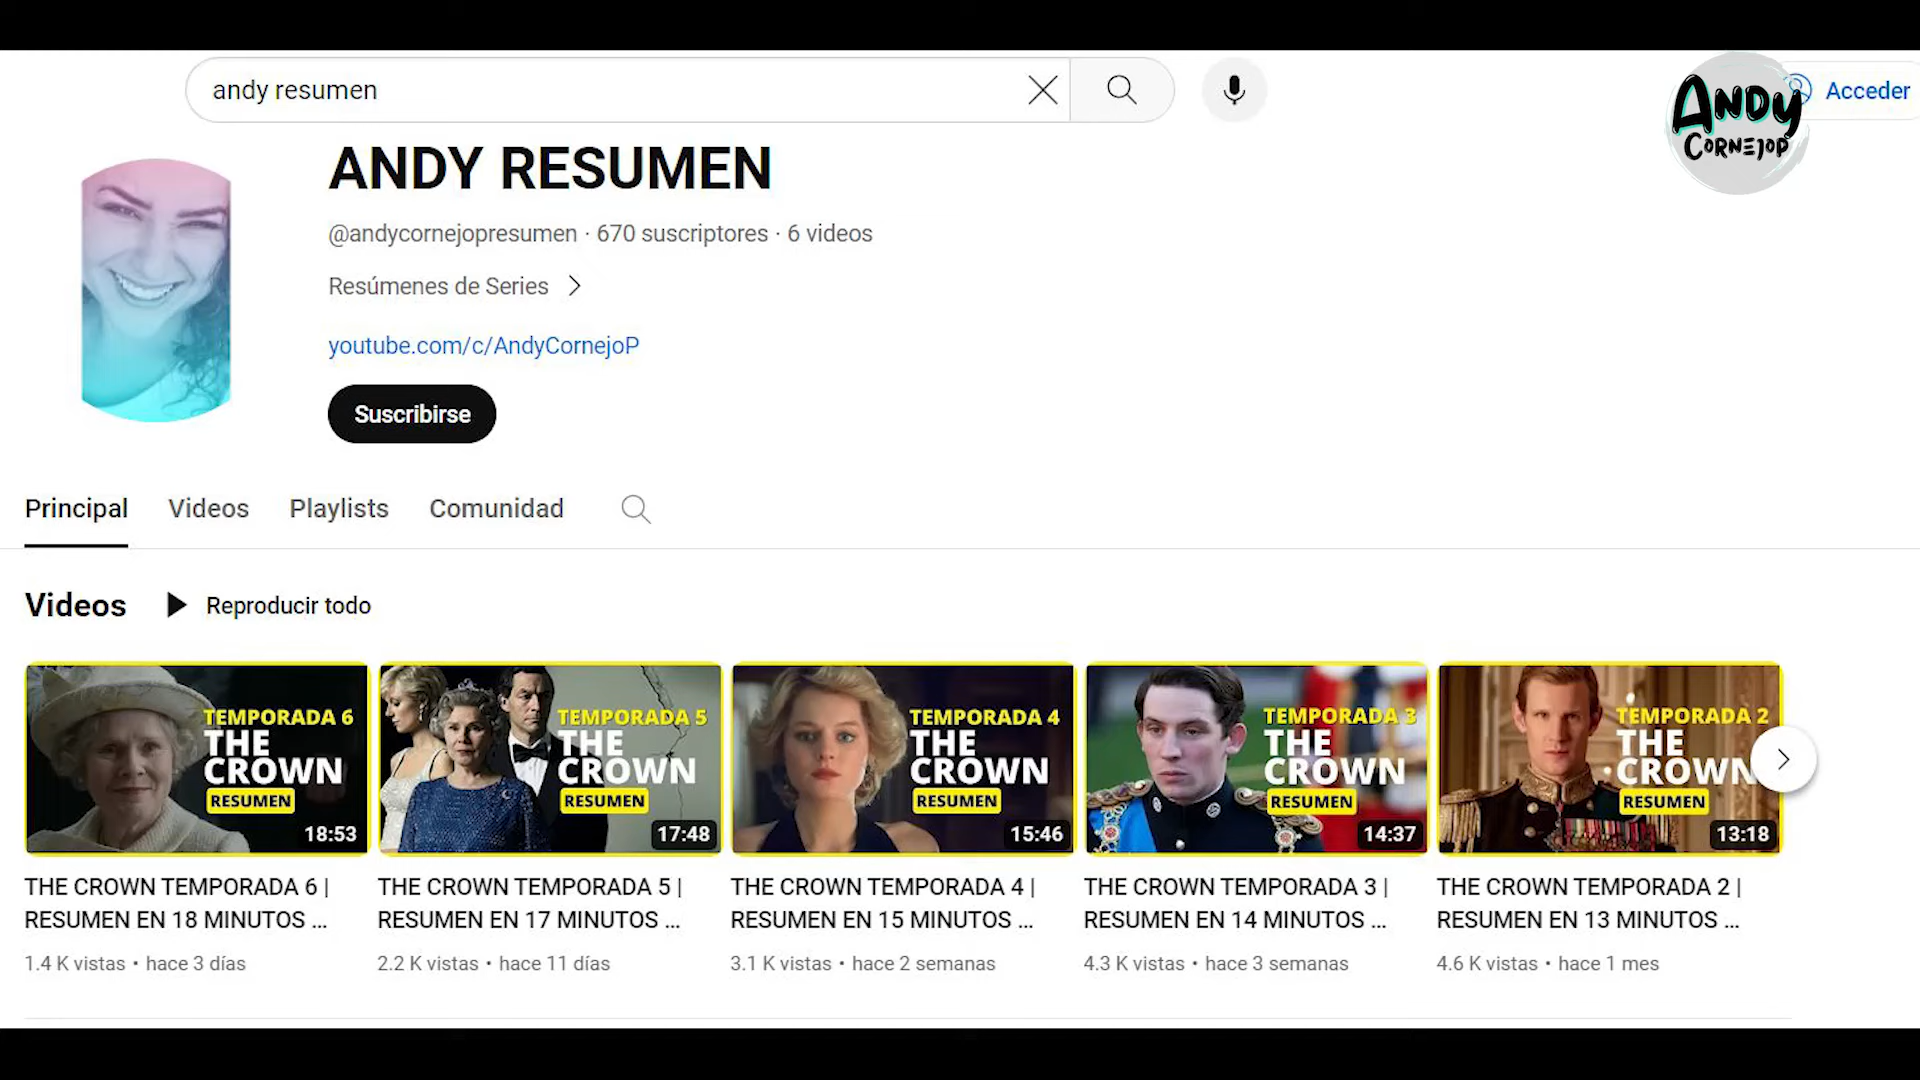 andy resumen
Acceder
ANDY
CORNEJOP
ANDY RESUMEN
@andycornejopresumen · 670 suscriptores · 6 videos
Resúmenes de Series
youtube.com/c/AndyCornejoP
Suscribirse
Principal Videos Playlists Comunidad
Videos Reproducir todo
TEMPORADA 6
THE
CROWN
RESUMEN
18:53
TEMPORADA 5
THE
CROWN
RESUMEN
17:48
TEMPORADA 4
THE
CROWN
RESUMEN
15:46
TEMPORADA 3
THE
CROWN
RESUMEN
14:37
TEMPORADA 2
THE
CROWN
RESUMEN
13:18
THE CROWN TEMPORADA 6 |
RESUMEN EN 18 MINUTOS ...
1.4 K vistas • hace 3 días
THE CROWN TEMPORADA 5 |
RESUMEN EN 17 MINUTOS ...
2.2 K vistas • hace 11 días
THE CROWN TEMPORADA 4 |
RESUMEN EN 15 MINUTOS ...
3.1 K vistas • hace 2 semanas
THE CROWN TEMPORADA 3 |
RESUMEN EN 14 MINUTOS ...
4.3 K vistas • hace 3 semanas
THE CROWN TEMPORADA 2 |
RESUMEN EN 13 MINUTOS ...
4.6 K vistas • hace 1 mes